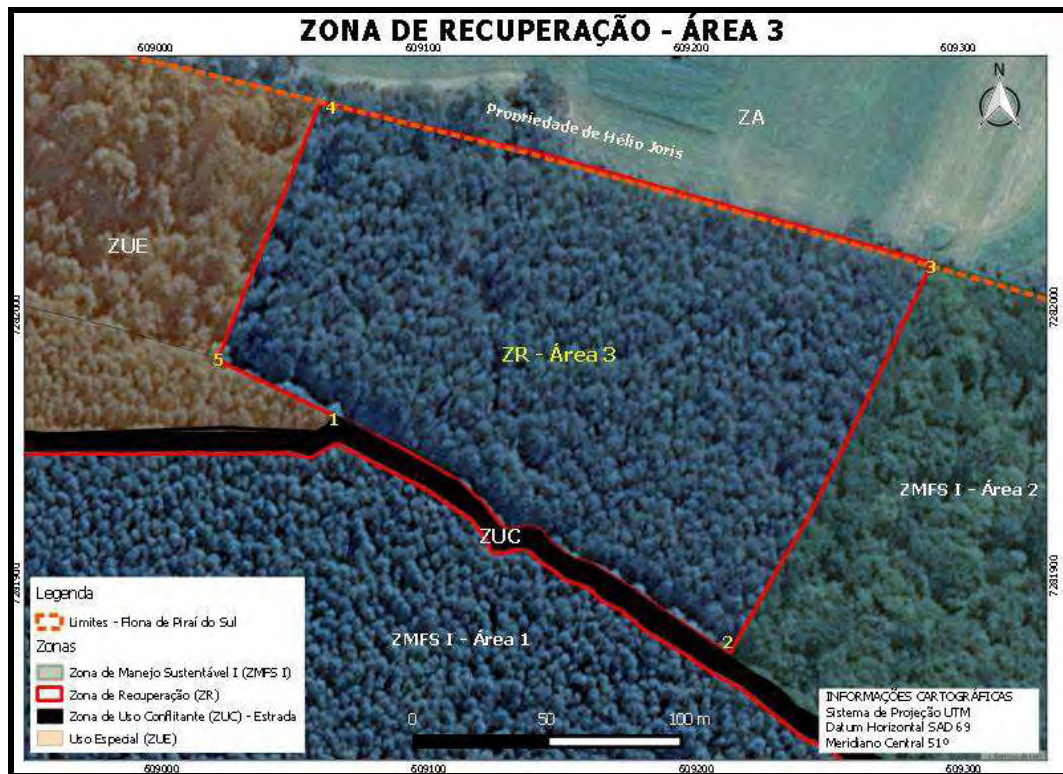 ZONA DE RECUPERAÇÃO - ÁREA 3
609000
609100
609200
609300
N
4
Propriedade de Hélio Joris
ZA
ZUE
3
7282000
7282000
ZR - Área 3
5
1
ZMFS I - Área 2
ZUC
7281900
7281900
2
ZMFS I - Área 1
Legenda
Limites - Flona de Piraí do Sul
Zonas
Zona de Manejo Sustentável I (ZMFS I)
Zona de Recuperação (ZR)
Zona de Uso Conflitante (ZUC) - Estrada
Uso Especial (ZUE)
0 50 100 m
INFORMAÇÕES CARTOGRÁFICAS
Sistema de Projeção UTM
Datum Horizontal SAD 69
Meridiano Central 51º
609000
609100
609200
609300